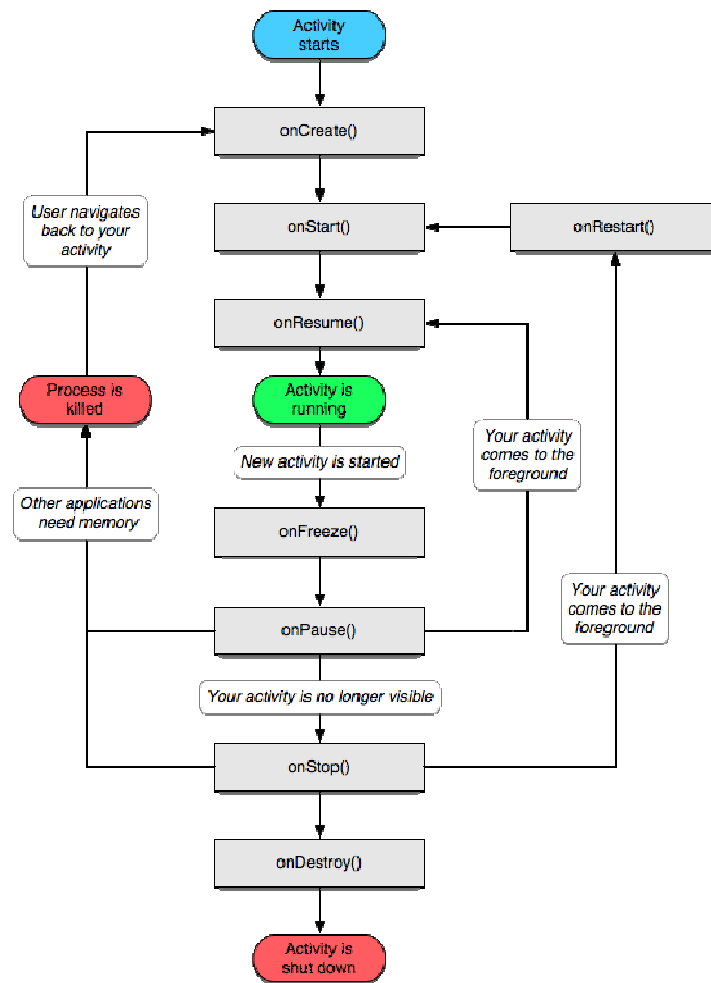 Activity
starts
onCreate()
User navigates
back to your
activity
onStart()
onRestart()
onResume()
Process is
killed
Activity is
running
Your activity
comes to the
foreground
New activity is started
Other applications
need memory
onFreeze()
Your activity
comes to the
foreground
onPause()
Your activity is no longer visible
onStop()
onDestroy()
Activity is
shut down